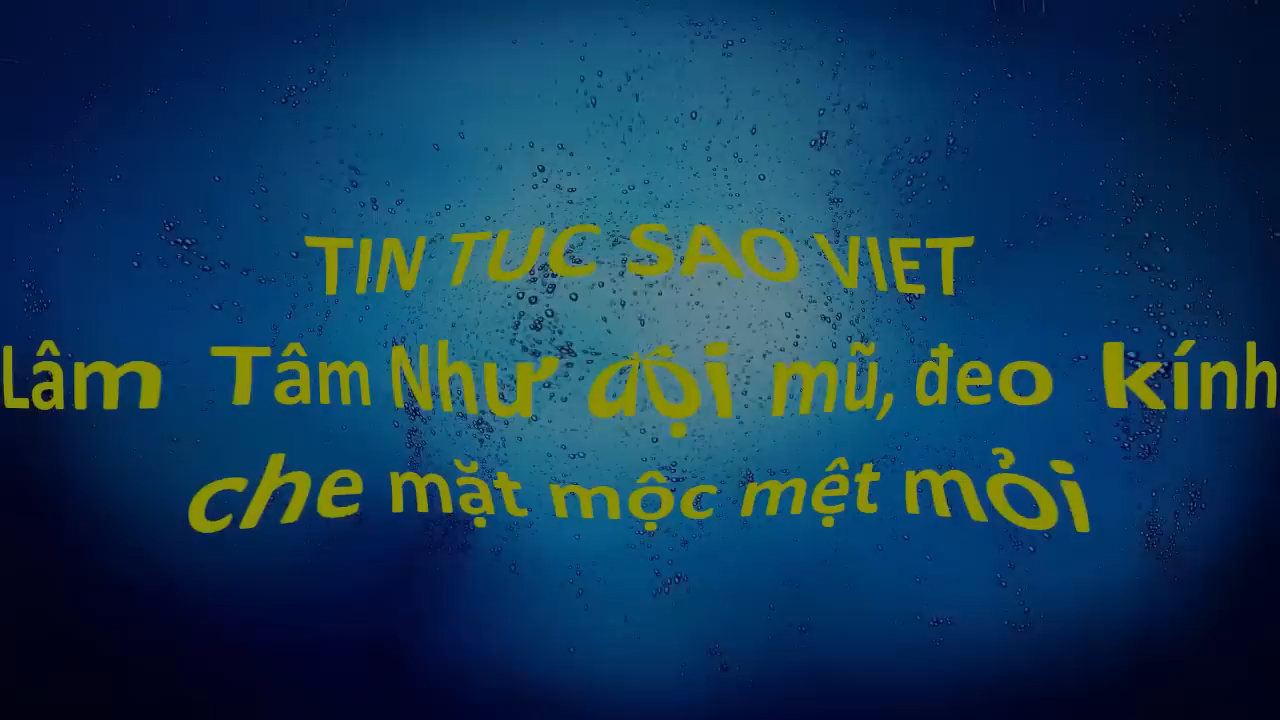 TIN TUC SAO VIET
Lâm Tâm Như đội mũ, đeo kính
che mặt mộc mệt mỏi